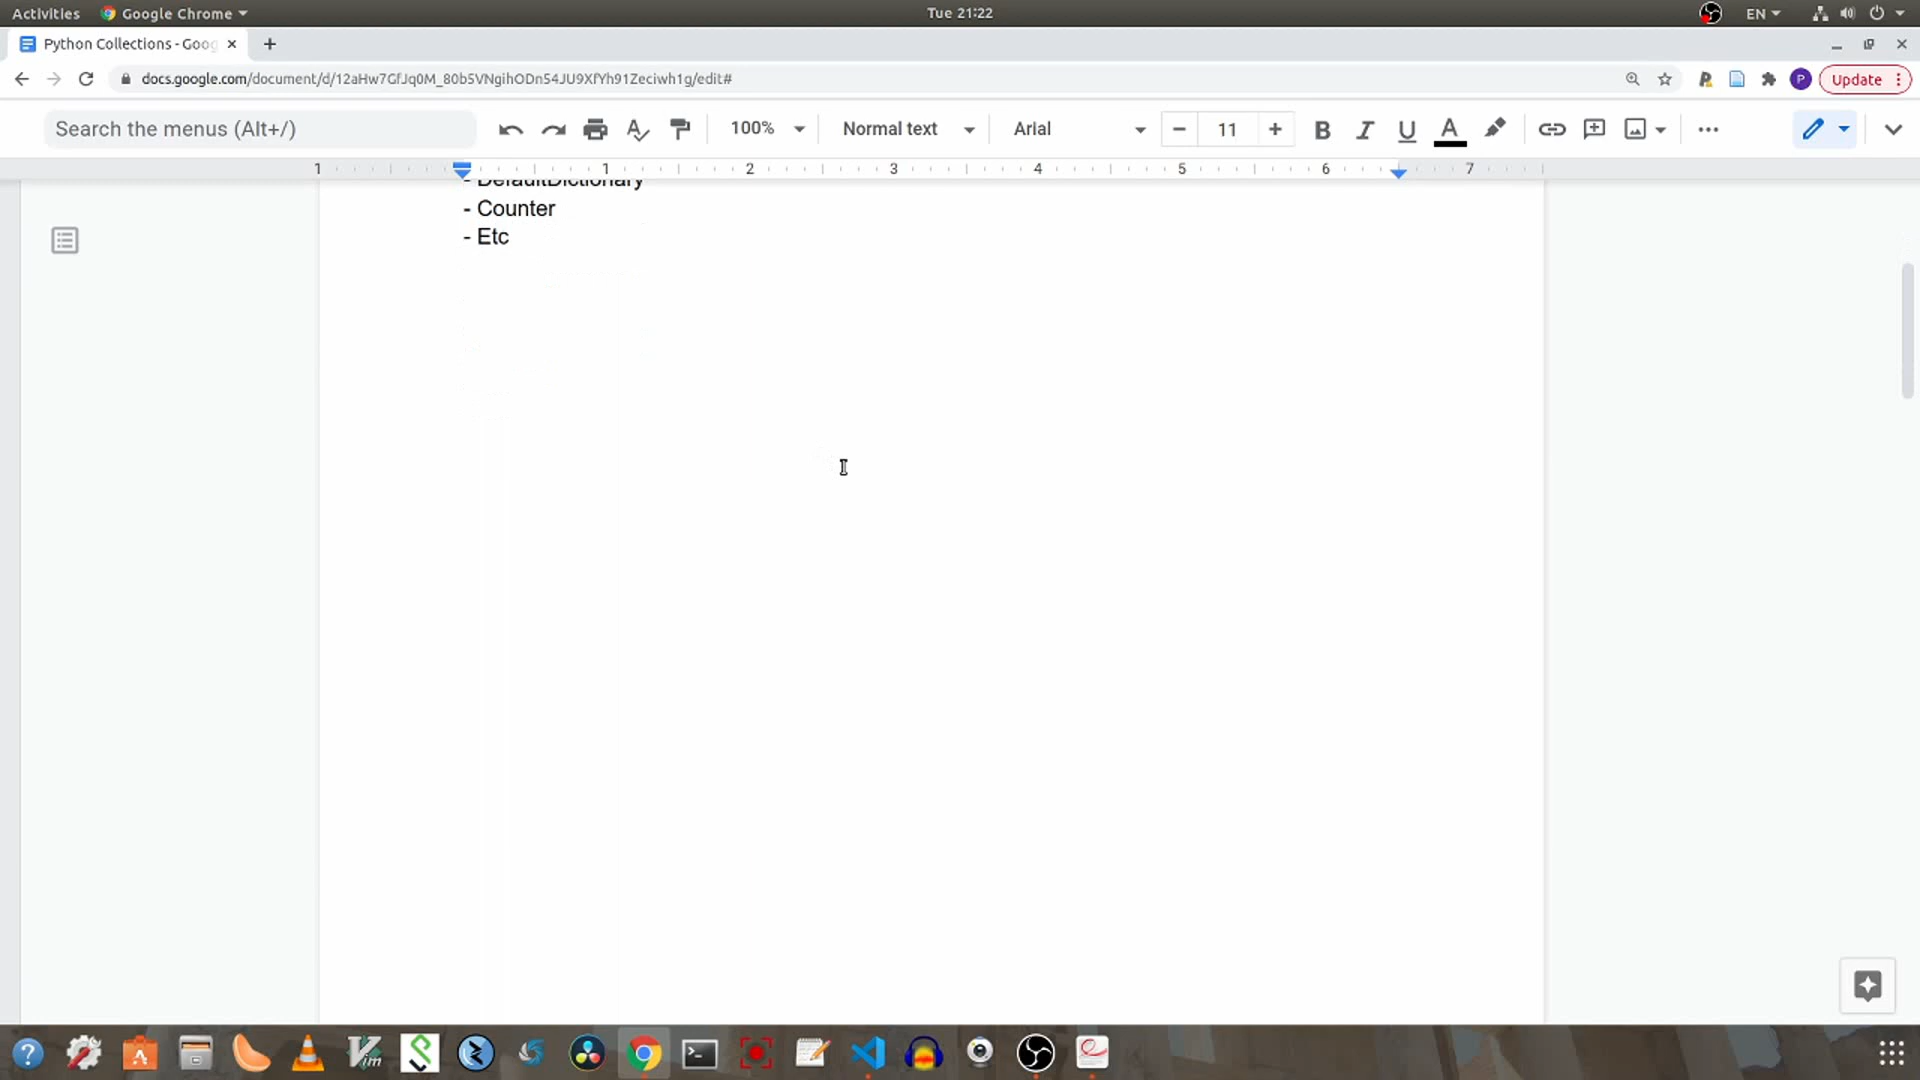 Activities Google Chrome Tue 21:22 EN
Python Collections - Goog
docs.google.com/document/d/12aHw7GfJq0M_80b5VNgihODn54JU9XfYh91Zeciwh1g/edit# P Update
Search the menus (Alt+/) 100% Normal text Arial 11 B I U A
1 1 2 3 4 5 6 7
- DefaultDictionary
- Counter
- Etc